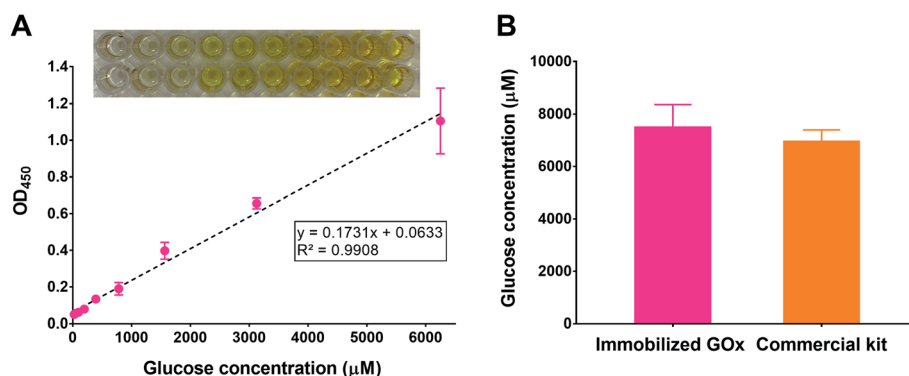 A
1.4
1.2
1.0
0.8
0.6
0.4
0.2
0.0
OD450
y = 0.1731x + 0.0633
R² = 0.9908
0 1000 2000 3000 4000 5000 6000
Glucose concentration (μM)
B
10000
8000
6000
4000
2000
0
Glucose concentration (μM)
Immobilized GOx Commercial kit